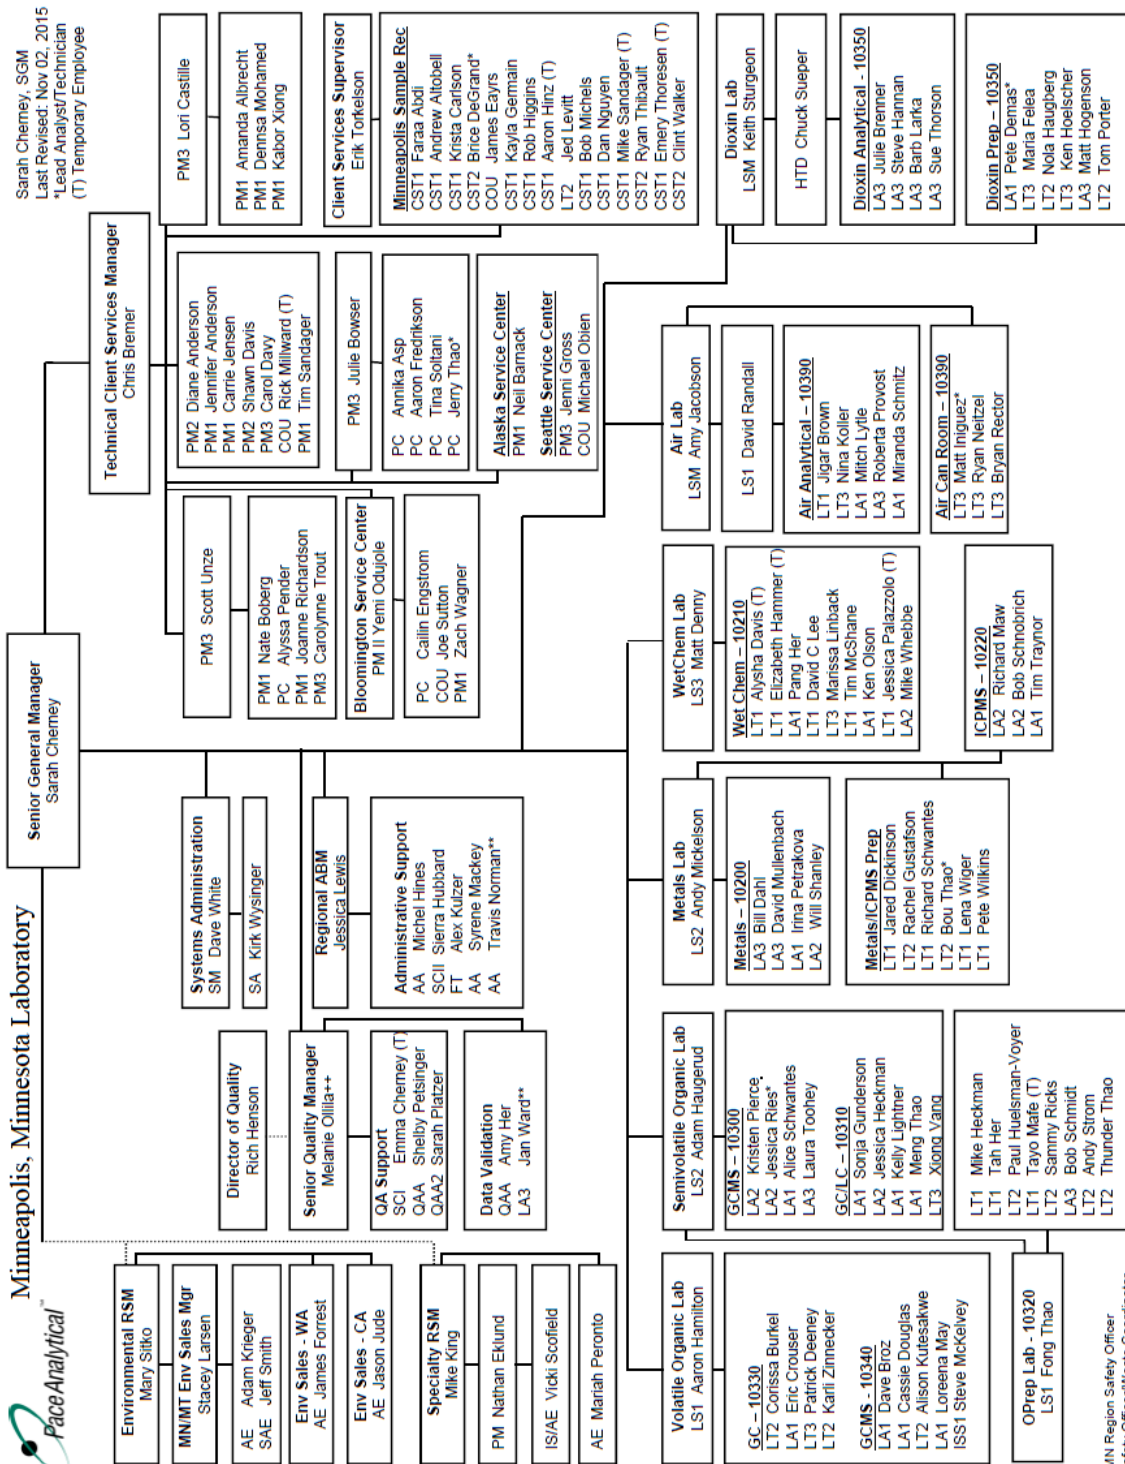 Pace Analytical™
Minneapolis, Minnesota Laboratory
Sarah Cherney, SGM
Last Revised: Nov 02, 2015
*Lead Analyst/Technician
(T) Temporary Employee
Senior General Manager
Sarah Cherney
Technical Client Services Manager
Chris Bremer
PM3 Lori Castille
PM1 Amanda Albrecht
PM1 Dennsa Mohamed
PM1 Kabor Xiong
Client Services Supervisor
Erik Torkelson
Minneapolis Sample Rec
CST1 Faraa Abdi
CST1 Andrew Altobell
CST1 Krista Carlson
CST2 Brice DeGrand*
COU James Eayrs
CST1 Kayla Germain
CST1 Rob Higgins
CST1 Aaron Hinz (T)
LT2 Jed Levitt
CST1 Bob Michels
CST1 Dan Nguyen
CST1 Mike Sandager (T)
CST2 Ryan Thibault
CST1 Emery Thoresen (T)
CST2 Clint Walker
PM2 Diane Anderson
PM1 Jennifer Anderson
PM1 Carrie Jensen
PM2 Shawn Davis
PM3 Carol Davy
COU Rick Millward (T)
PM1 Tim Sandager
PM3 Julie Bowser
PC Annika Asp
PC Aaron Fredrikson
PC Tina Soltani
PC Jerry Thao*
Alaska Service Center
PM1 Neil Barnack
Seattle Service Center
PM3 Jenni Gross
COU Michael Obien
PM3 Scott Unze
PM1 Nate Boberg
PC Alyssa Pender
PM1 Joanne Richardson
PM3 Carolynne Trout
Bloomington Service Center
PM II Yemi Odujole
PC Cailin Engstrom
COU Joe Sutton
PM1 Zach Wagner
Systems Administration
SM Dave White
SA Kirk Wysinger
Regional ABM
Jessica Lewis
Administrative Support
AA Michel Hines
SCII Sierra Hubbard
FT Alex Kulzer
AA Syrene Mackey
AA Travis Norman**
Director of Quality
Rich Henson
Senior Quality Manager
Melanie Ollila++
QA Support
SCI Emma Cherney (T)
QAA Shelby Petsinger
QAA2 Sarah Platzer
Data Validation
QAA Amy Her
LA3 Jan Ward**
Environmental RSM
Mary Sitko
MN/MT Env Sales Mgr
Stacey Larsen
AE Adam Krieger
SAE Jeff Smith
Env Sales - WA
AE James Forrest
Env Sales - CA
AE Jason Jude
Specialty RSM
Mike King
PM Nathan Eklund
IS/AE Vicki Scofield
AE Mariah Peronto
Volatile Organic Lab
LS1 Aaron Hamilton
GC – 10330
LT2 Corissa Burkel
LA1 Eric Crouser
LT3 Patrick Deeney
LT2 Karli Zinnecker
GCMS - 10340
LA1 Dave Broz
LA1 Cassie Douglas
LT2 Alison Kutesakwe
LA1 Loreena May
ISS1 Steve McKelvey
Semivolatile Organic Lab
LS2 Adam Haugerud
GCMS – 10300
LA2 Kristen Pierce
LA2 Jessica Ries*
LA1 Alice Schwantes
LA3 Laura Toohey
GC/LC – 10310
LA1 Sonja Gunderson
LA2 Jessica Heckman
LA1 Kelly Lightner
LA1 Meng Thao
LT3 Xiong Vang
OPrep Lab - 10320
LS1 Fong Thao
LT1 Mike Heckman
LT1 Tah Her
LT2 Paul Huelsman-Voyer
LT1 Tayo Mafe (T)
LT2 Sammy Ricks
LA3 Bob Schmidt
LT2 Andy Strom
LT2 Thunder Thao
Metals Lab
LS2 Andy Mickelson
Metals – 10200
LA3 Bill Dahl
LA3 David Mullenbach
LA1 Irina Petrakova
LA2 Will Shanley
Metals/ICPMS Prep
LT1 Jared Dickinson
LT2 Rachel Gustafson
LT1 Richard Schwantes
LT2 Bou Thao*
LT1 Lena Wiger
LT1 Pete Wilkins
WetChem Lab
LS3 Matt Denny
Wet Chem – 10210
LT1 Alysha Davis (T)
LT1 Elizabeth Hammer (T)
LA1 Pang Her
LT1 David C Lee
LT3 Marissa Linback
LT1 Tim McShane
LA1 Ken Olson
LT1 Jessica Palazzolo (T)
LA2 Mike Whebbe
ICPMS – 10220
LA2 Richard Maw
LA2 Bob Schnobrich
LA1 Tim Traynor
Air Lab
LSM Amy Jacobson
LS1 David Randall
Air Analytical – 10390
LT1 Jigar Brown
LT3 Nina Koller
LA1 Mitch Lytle
LA3 Roberta Provost
LA1 Miranda Schmitz
Air Can Room – 10390
LT3 Matt Iniguez*
LT3 Ryan Neitzel
LT3 Bryan Rector
Dioxin Lab
LSM Keith Sturgeon
HTD Chuck Sueper
Dioxin Analytical - 10350
LA3 Julie Brenner
LA3 Steve Hannan
LA3 Barb Larka
LA3 Sue Thorson
Dioxin Prep – 10350
LA1 Pete Demas*
LT3 Maria Felea
LT2 Nola Haugberg
LT3 Ken Hoelscher
LA3 Matt Hogenson
LT2 Tom Porter
MN Region Safety Officer